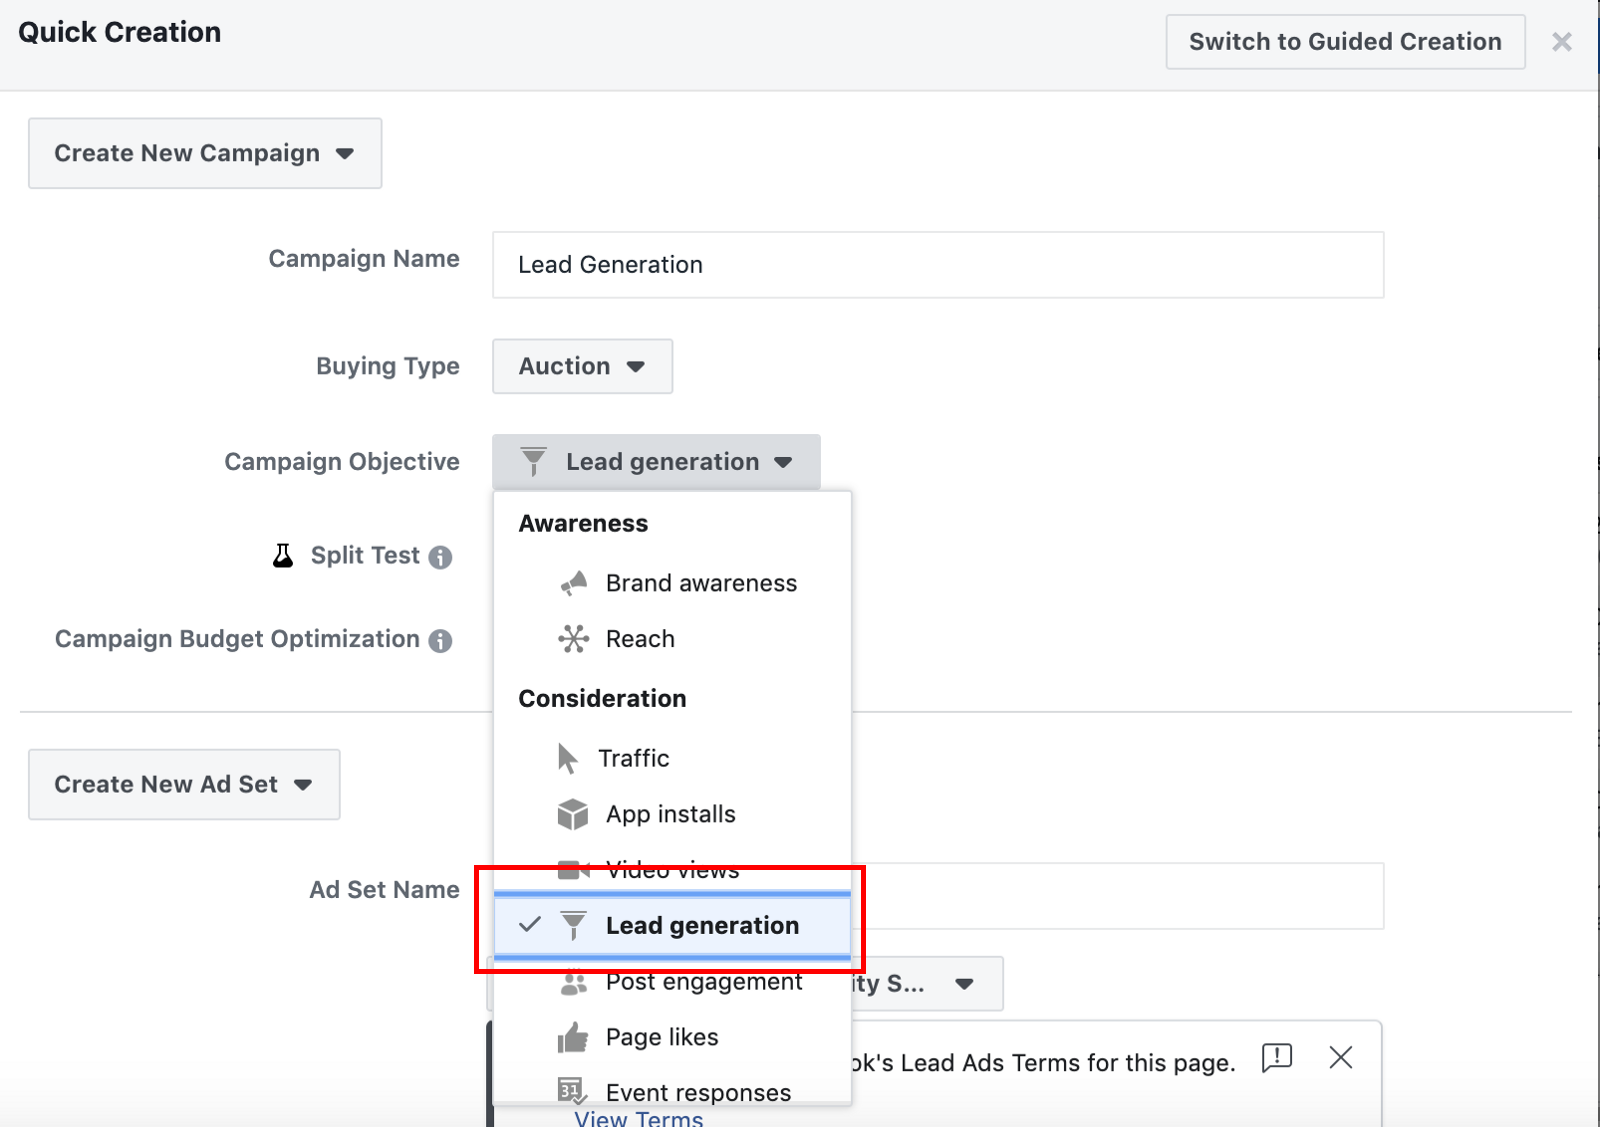 Quick Creation
Switch to Guided Creation
Create New Campaign
Campaign Name
Lead Generation
Buying Type
Auction
Campaign Objective
Lead generation
Awareness
Split Test
Brand awareness
Campaign Budget Optimization
Reach
Consideration
Traffic
Create New Ad Set
App installs
Video views
Ad Set Name
Lead generation
Post engagement
ity S...
Page likes
ok's Lead Ads Terms for this page.
31
Event responses
View Terms